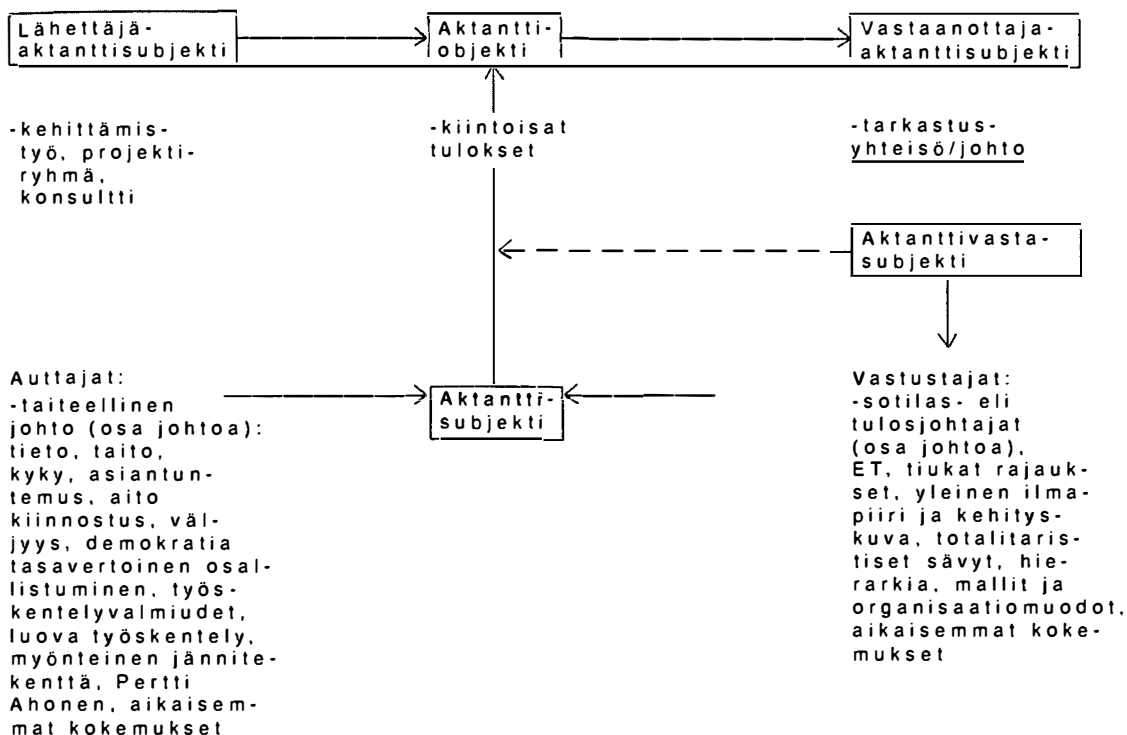 Lähettäjä-
aktanttisubjekti
Aktantti-
objekti
Vastaanottaja-
aktanttisubjekti
-kehittämis-
työ, projekti-
ryhmä,
konsultti
-kiintoisat
tulokset
-tarkastus-
yhteisö/johto
Aktanttivasta-
subjekti
Auttajat:
-taiteellinen
johto (osa johtoa):
tieto, taito,
kyky, asiantun-
temus, aito
kiinnostus, väl-
jyys, demokratia
tasavertoinen osal-
listuminen, työs-
kentelyvalmiudet,
luova työskentely,
myönteinen jännite-
kenttä, Pertti
Ahonen, aikaisem-
mat kokemukset
Aktantti-
subjekti
Vastustajat:
-sotilas- eli
tulosjohtajat
(osa johtoa),
ET, tiukat rajauk-
set, yleinen ilma-
piiri ja kehitys-
kuva, totalitaris-
tiset sävyt, hie-
rarkia, mallit ja
organisaatiomuodot,
aikaisemmat koke-
mukset